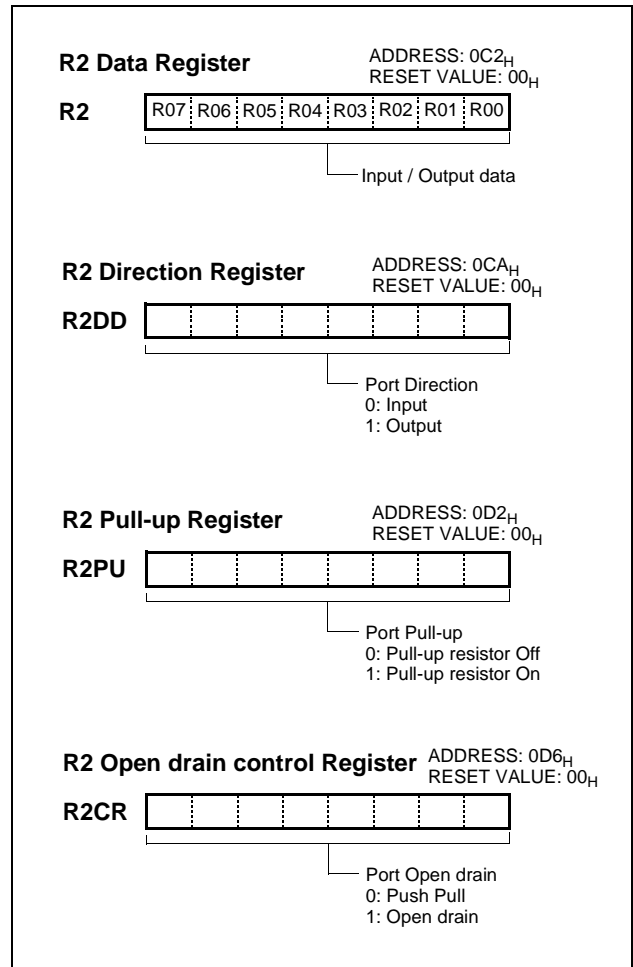 R2 Data Register
ADDRESS: 0C2H
RESET VALUE: 00H
R2
R07 R06 R05 R04 R03 R02 R01 R00
Input / Output data
R2 Direction Register
ADDRESS: 0CAH
RESET VALUE: 00H
R2DD
Port Direction
0: Input
1: Output
R2 Pull-up Register
ADDRESS: 0D2H
RESET VALUE: 00H
R2PU
Port Pull-up
0: Pull-up resistor Off
1: Pull-up resistor On
R2 Open drain control Register
ADDRESS: 0D6H
RESET VALUE: 00H
R2CR
Port Open drain
0: Push Pull
1: Open drain